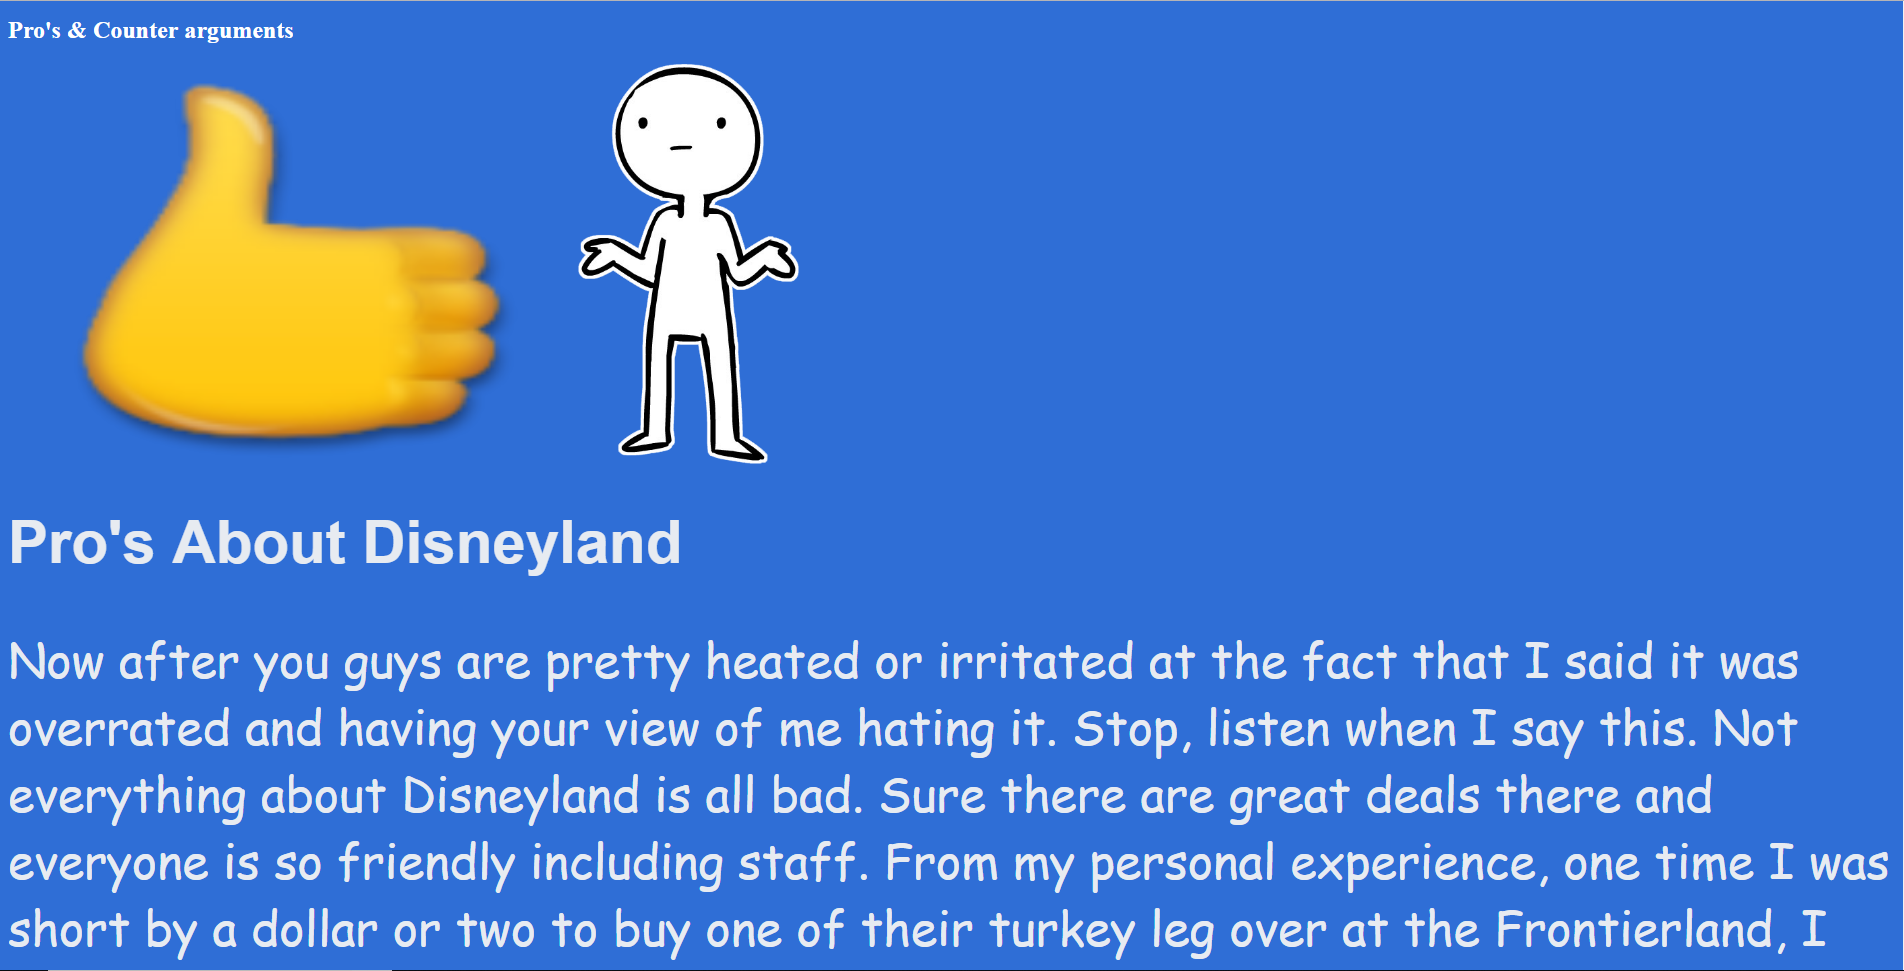 Pro's & Counter arguments
Pro's About Disneyland
Now after you guys are pretty heated or irritated at the fact that I said it was
overrated and having your view of me hating it. Stop, listen when I say this. Not
everything about Disneyland is all bad. Sure there are great deals there and
everyone is so friendly including staff. From my personal experience, one time I was
short by a dollar or two to buy one of their turkey leg over at the Frontierland, I